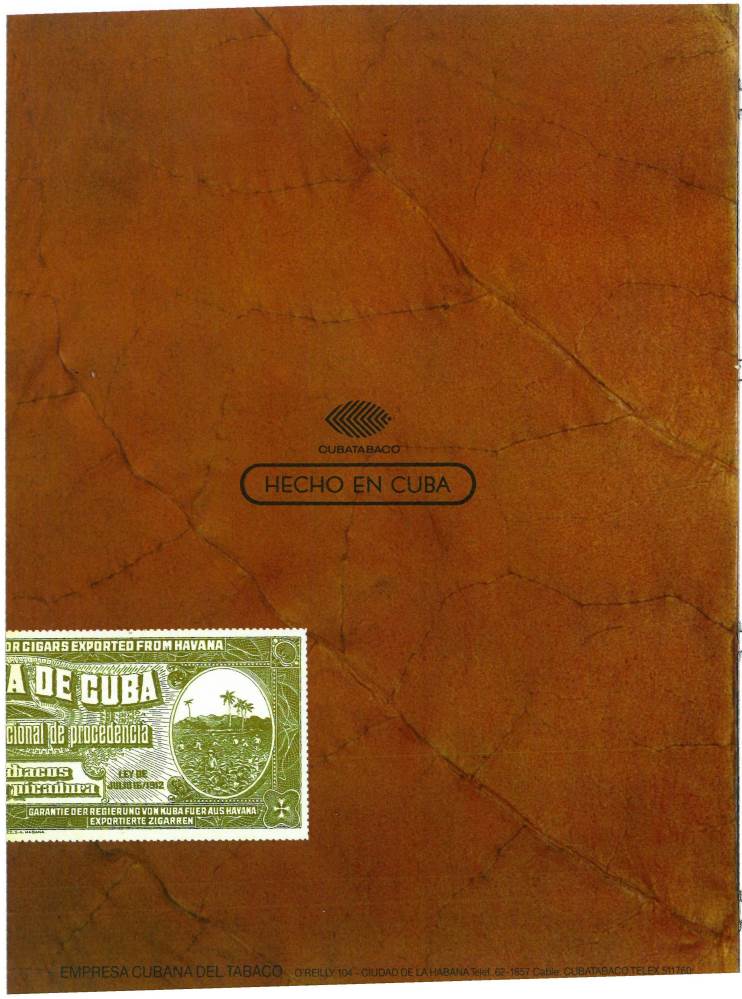 CUBATABACO
HECHO EN CUBA
OR CIGARS EXPORTED FROM HAVANA
A DE CUBA
cional de procedencia
abacos
LEY DE
picadura
JULIO 16/1912
GARANTIE DER REGIERUNG VON KUBA FUER AUS HAVANA
EXPORTIERTE ZIGARREN
HABANA
EMPRESA CUBANA DEL TABACO O'REILLY 104 - CIUDAD DE LA HABANA Telef. 62-1657 Cable: CUBATABACO TELEX 511760